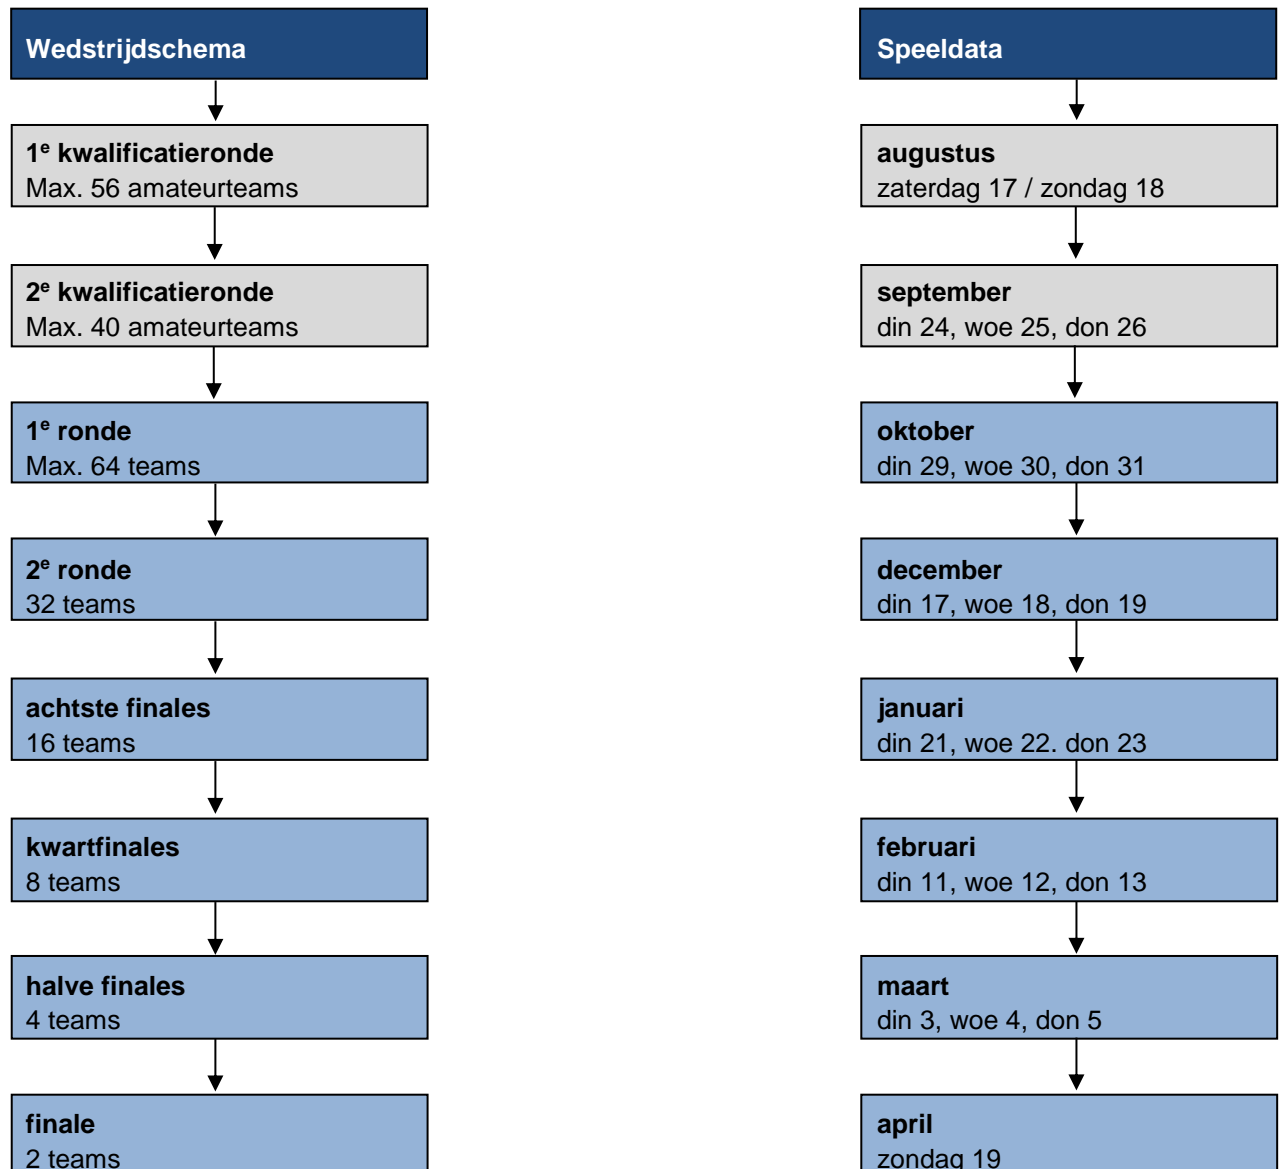 Wedstrijdschema
1e kwalificatieronde
Max. 56 amateurteams
2e kwalificatieronde
Max. 40 amateurteams
1e ronde
Max. 64 teams
2e ronde
32 teams
achtste finales
16 teams
kwartfinales
8 teams
halve finales
4 teams
finale
2 teams
Speeldata
augustus
zaterdag 17 / zondag 18
september
din 24, woe 25, don 26
oktober
din 29, woe 30, don 31
december
din 17, woe 18, don 19
januari
din 21, woe 22. don 23
februari
din 11, woe 12, don 13
maart
din 3, woe 4, don 5
april
zondag 19